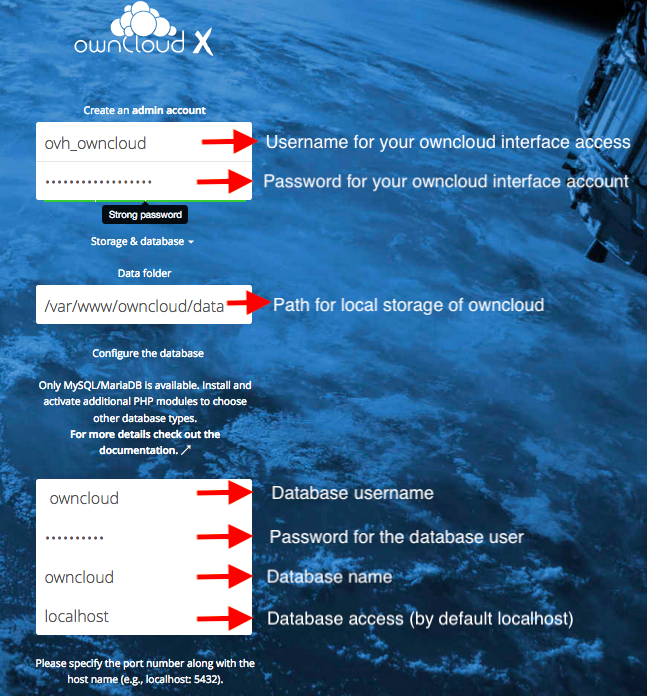 ownCloud X
Create an admin account
ovh_owncloud
Username for your owncloud interface access
••••••••••••••••••
Password for your owncloud interface account
Strong password
Storage & database
Data folder
/var/www/owncloud/data
Path for local storage of owncloud
Configure the database
Only MySQL/MariaDB is available. Install and
activate additional PHP modules to choose
other database types.
For more details check out the
documentation. ↗
owncloud
Database username
••••••••••
Password for the database user
owncloud
Database name
localhost
Database access (by default localhost)
Please specify the port number along with the
host name (e.g., localhost: 5432).